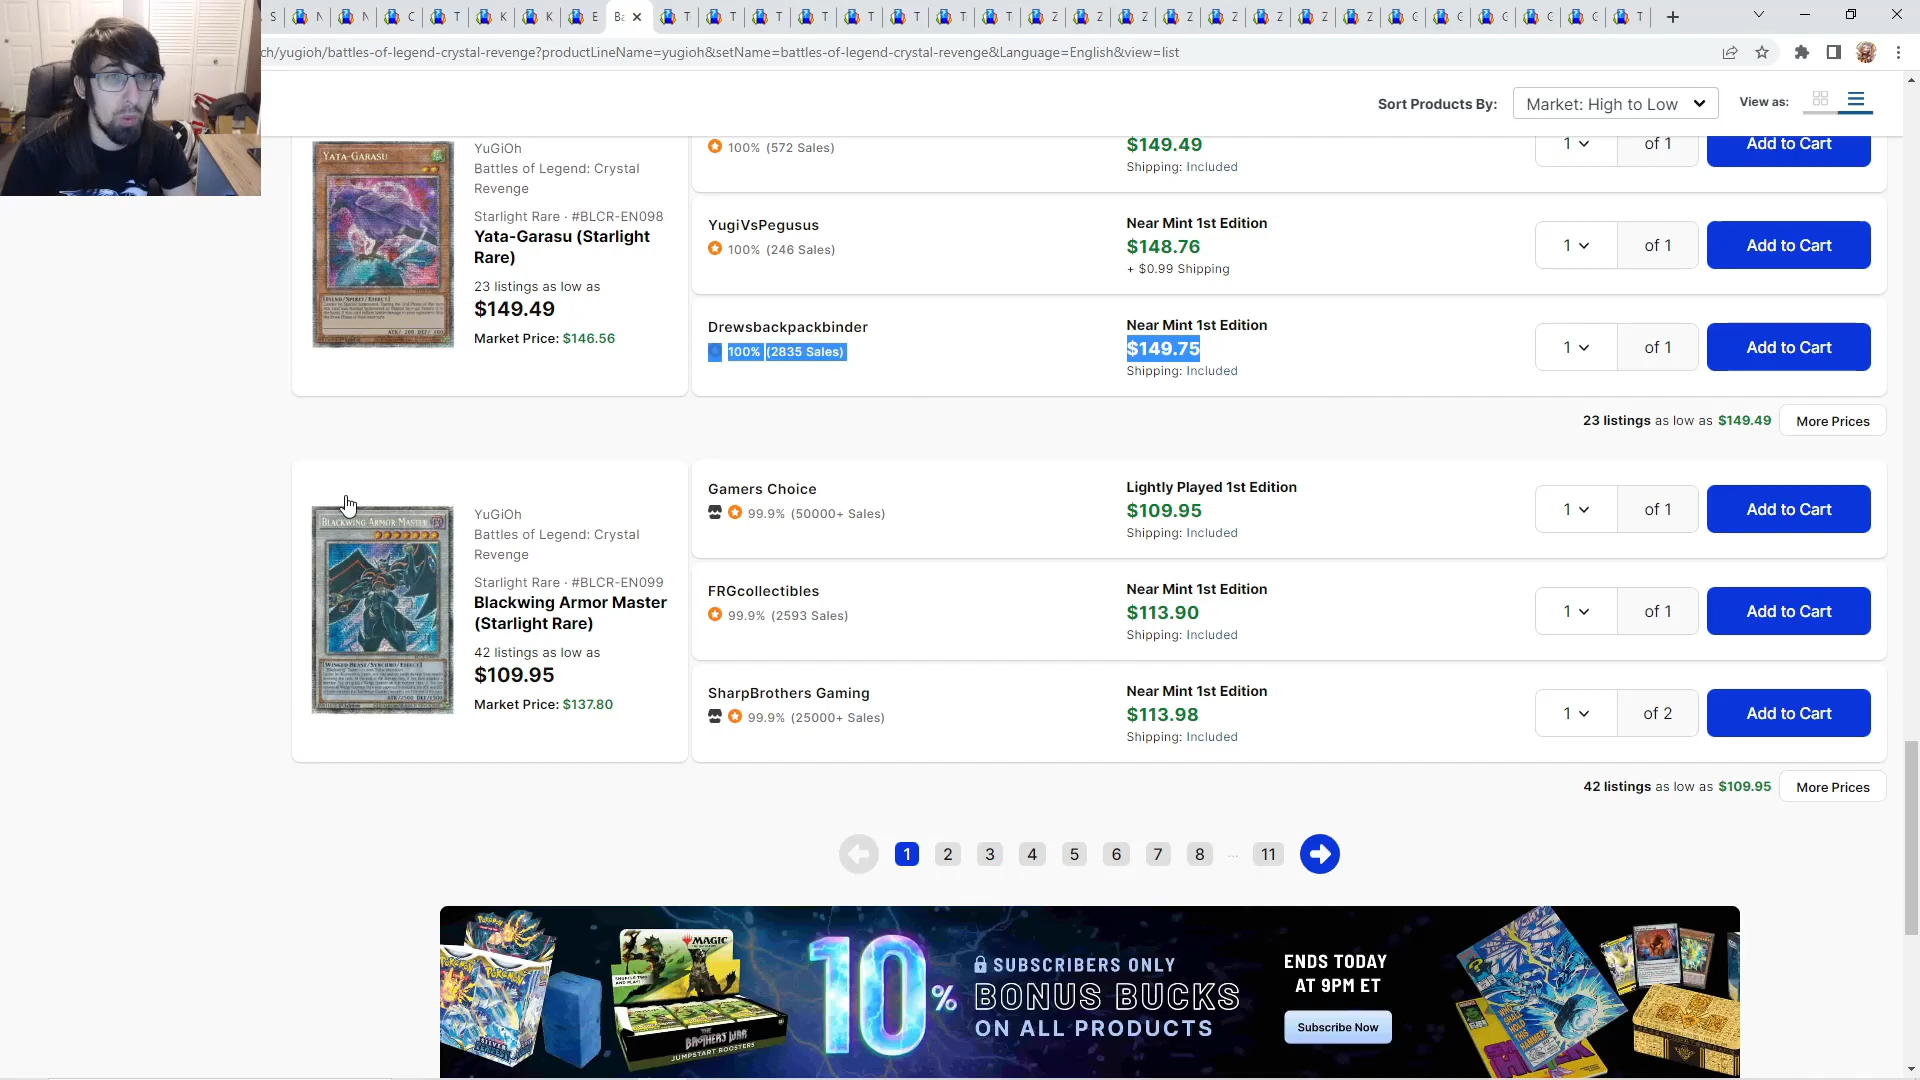 ch/yugioh/battles-of-legend-crystal-revenge?productLineName=yugioh&setName=battles-of-legend-crystal-revenge&Language=English&view=list
Sort Products By:
Market: High to Low
View as:
YATA-GARASU
YuGiOh
Battles of Legend: Crystal
Revenge
Starlight Rare · #BLCR-EN098
Yata-Garasu (Starlight
Rare)
23 listings as low as
$149.49
Market Price: $146.56
100% (572 Sales)
$149.49
Shipping: Included
1
of 1
Add to Cart
YugiVsPegusus
100% (246 Sales)
Near Mint 1st Edition
$148.76
+ $0.99 Shipping
1
of 1
Add to Cart
Drewsbackpackbinder
100% (2835 Sales)
Near Mint 1st Edition
$149.75
Shipping: Included
1
of 1
Add to Cart
23 listings as low as $149.49
More Prices
BLACKWING ARMOR MASTER
YuGiOh
Battles of Legend: Crystal
Revenge
Starlight Rare · #BLCR-EN099
Blackwing Armor Master
(Starlight Rare)
42 listings as low as
$109.95
Market Price: $137.80
Gamers Choice
99.9% (50000+ Sales)
Lightly Played 1st Edition
$109.95
Shipping: Included
1
of 1
Add to Cart
FRGcollectibles
99.9% (2593 Sales)
Near Mint 1st Edition
$113.90
Shipping: Included
1
of 1
Add to Cart
SharpBrothers Gaming
99.9% (25000+ Sales)
Near Mint 1st Edition
$113.98
Shipping: Included
1
of 2
Add to Cart
42 listings as low as $109.95
More Prices
1 2 3 4 5 6 7 8 ... 11
MAGIC
THE BROTHERS' WAR
JUMPSTART BOOSTERS
10%
SUBSCRIBERS ONLY
BONUS BUCKS
ON ALL PRODUCTS
ENDS TODAY
AT 9PM ET
Subscribe Now